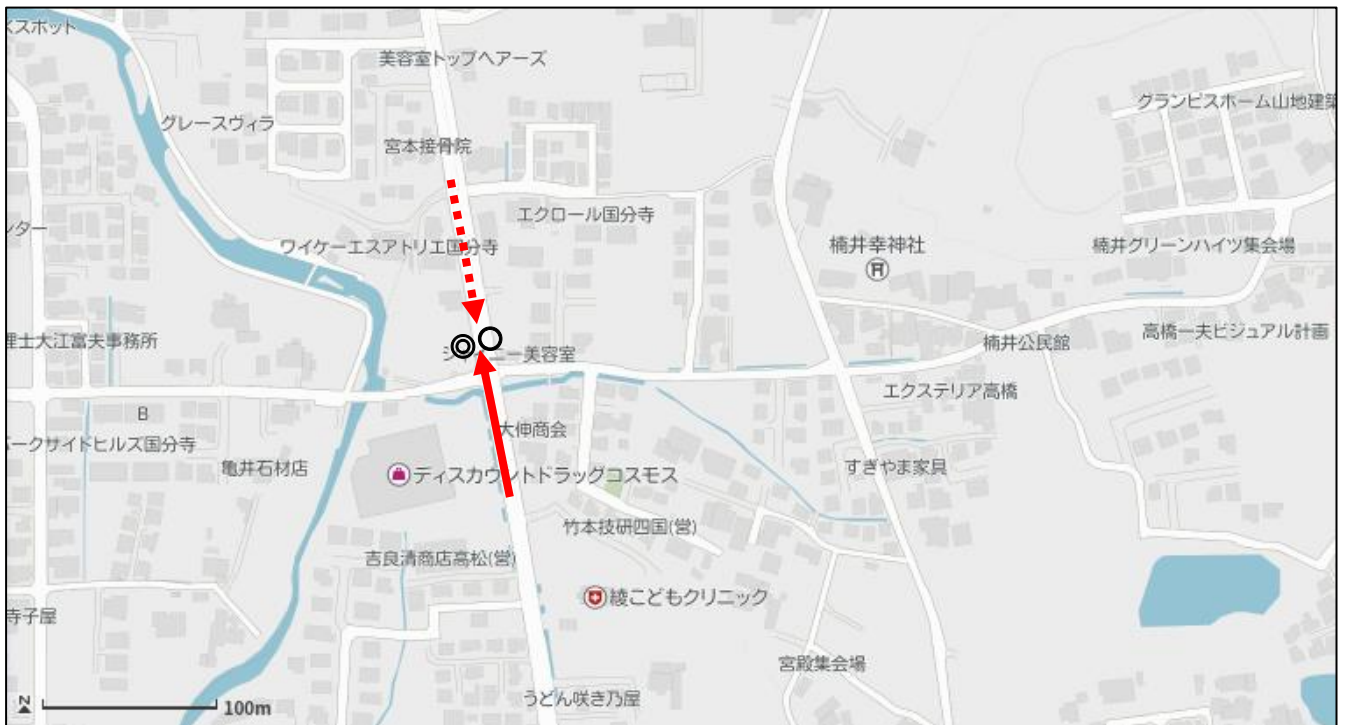 スポット
美容室トップヘアーズ
グランピスホーム山地建築
グレースヴィラ
宮本接骨院
エクロール国分寺
ンター
ワイケーエスアトリエ国分寺
楠井幸神社
楠井グリーンハイツ集会場
理士大江富夫事務所
シャイニー美容室
楠井公民館
高橋一夫ビジュアル計画
エクステリア高橋
B
パークサイドヒルズ国分寺
大伸商会
亀井石材店
ディスカウントドラッグコスモス
すぎやま家具
竹本技研四国(営)
吉良清商店高松(営)
綾こどもクリニック
寺子屋
宮殿集会場
うどん咲き乃屋
N
100m